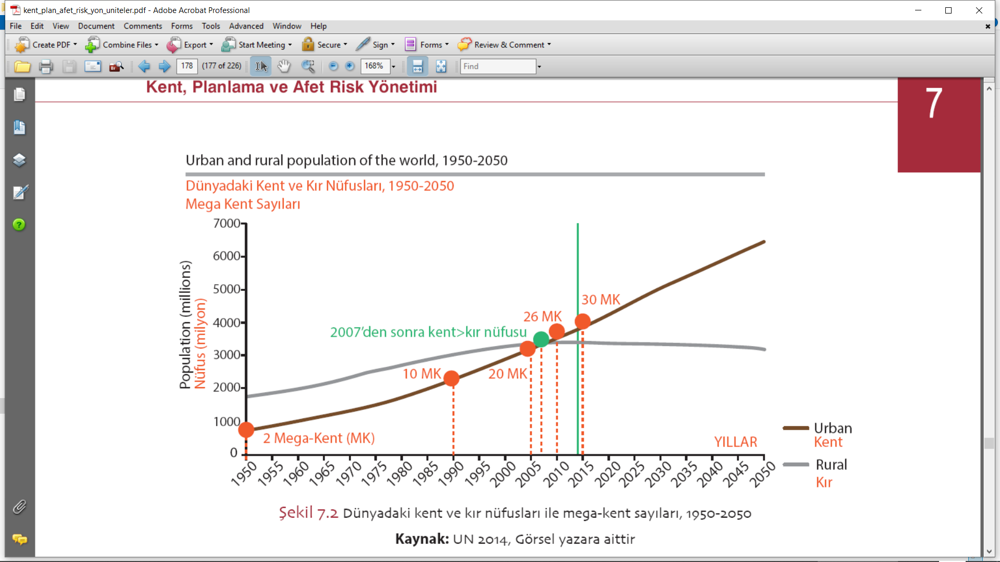 kent_plan_afet_risk_yon_uniteler.pdf - Adobe Acrobat Professional
File Edit View Document Comments Forms Tools Advanced Window Help
Create PDF Combine Files Export Start Meeting Secure Sign Forms Review & Comment
178 (177 of 226) 168% Find
Kent, Planlama ve Afet Risk Yönetimi
7
Urban and rural population of the world, 1950-2050
Dünyadaki Kent ve Kır Nüfusları, 1950-2050
Mega Kent Sayıları
Population (millions)
Nüfus (milyon)
7000
6000
5000
4000
3000
2000
1000
0
30 MK
26 MK
2007'den sonra kent>kır nüfusu
10 MK
20 MK
2 Mega-Kent (MK)
YILLAR
1950 1955 1960 1965 1970 1975 1980 1985 1990 1995 2000 2005 2010 2015 2020 2025 2030 2035 2040 2045 2050
Urban
Kent
Rural
Kır
Şekil 7.2 Dünyadaki kent ve kır nüfusları ile mega-kent sayıları, 1950-2050
Kaynak: UN 2014, Görsel yazara aittir